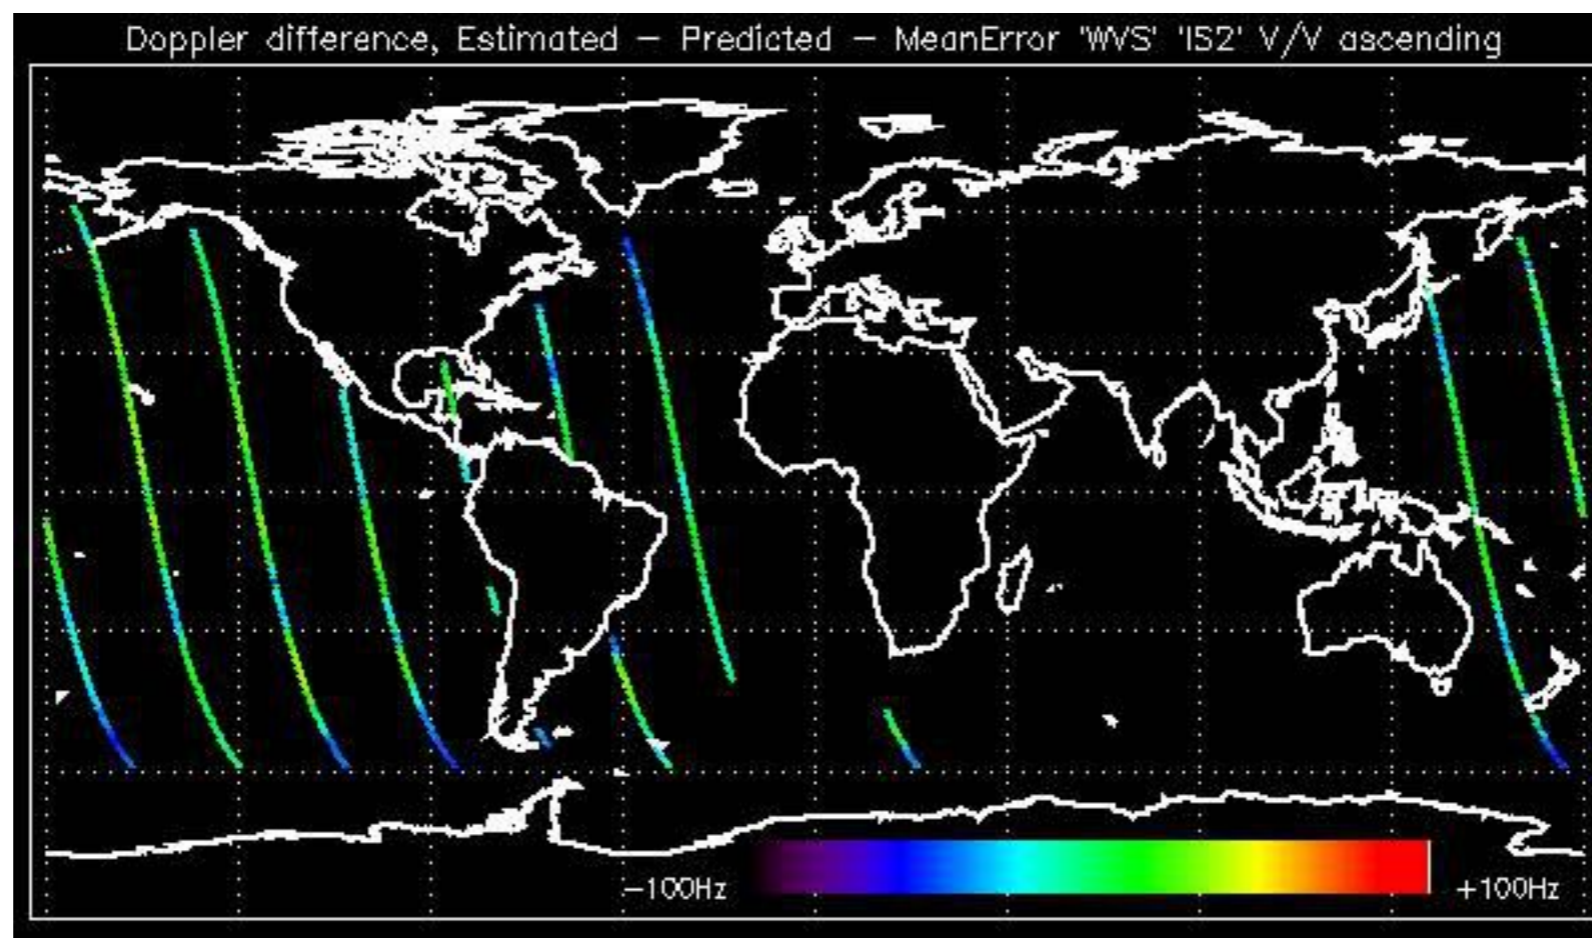 Doppler difference, Estimated – Predicted – MeanError 'WVS' 'IS2' V/V ascending
-100Hz +100Hz